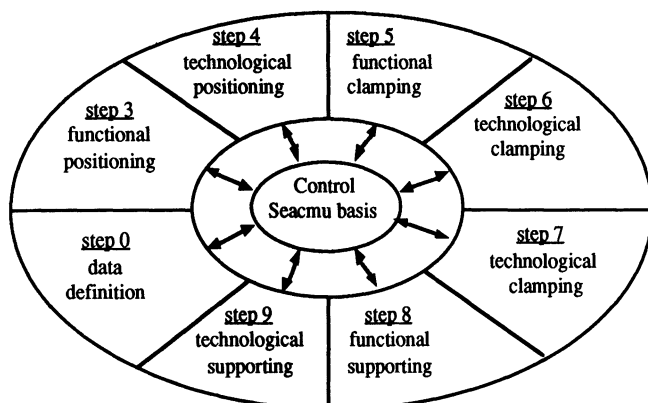 step 4
technological
positioning
step 5
functional
clamping
step 3
functional
positioning
step 6
technological
clamping
Control
Seacmu basis
step 0
data
definition
step 7
technological
clamping
step 9
technological
supporting
step 8
functional
supporting